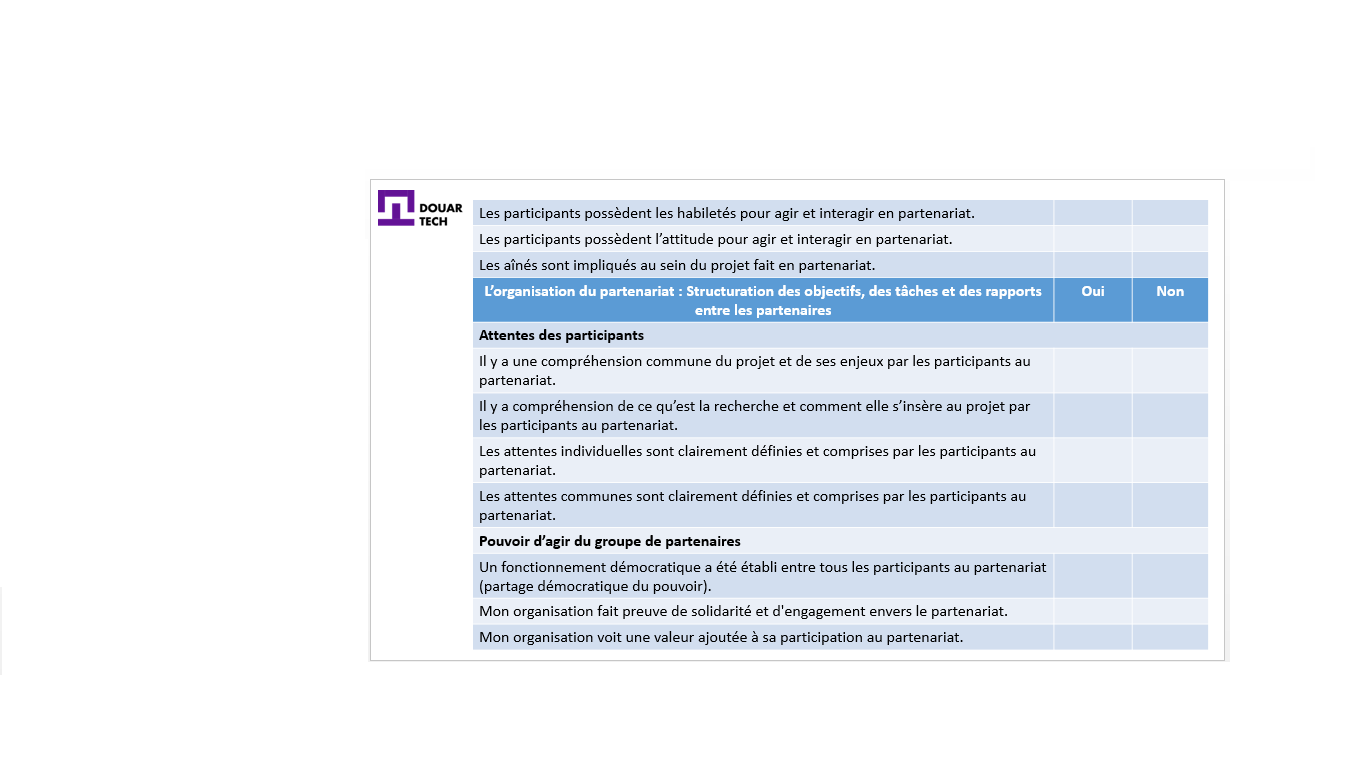 DOUAR
TECH
Les participants possèdent les habiletés pour agir et interagir en partenariat.
Les participants possèdent l’attitude pour agir et interagir en partenariat.
Les aînés sont impliqués au sein du projet fait en partenariat.
L’organisation du partenariat : Structuration des objectifs, des tâches et des rapports
entre les partenaires
Oui
Non
Attentes des participants
Il y a une compréhension commune du projet et de ses enjeux par les participants au
partenariat.
Il y a compréhension de ce qu’est la recherche et comment elle s’insère au projet par
les participants au partenariat.
Les attentes individuelles sont clairement définies et comprises par les participants au
partenariat.
Les attentes communes sont clairement définies et comprises par les participants au
partenariat.
Pouvoir d’agir du groupe de partenaires
Un fonctionnement démocratique a été établi entre tous les participants au partenariat
(partage démocratique du pouvoir).
Mon organisation fait preuve de solidarité et d'engagement envers le partenariat.
Mon organisation voit une valeur ajoutée à sa participation au partenariat.